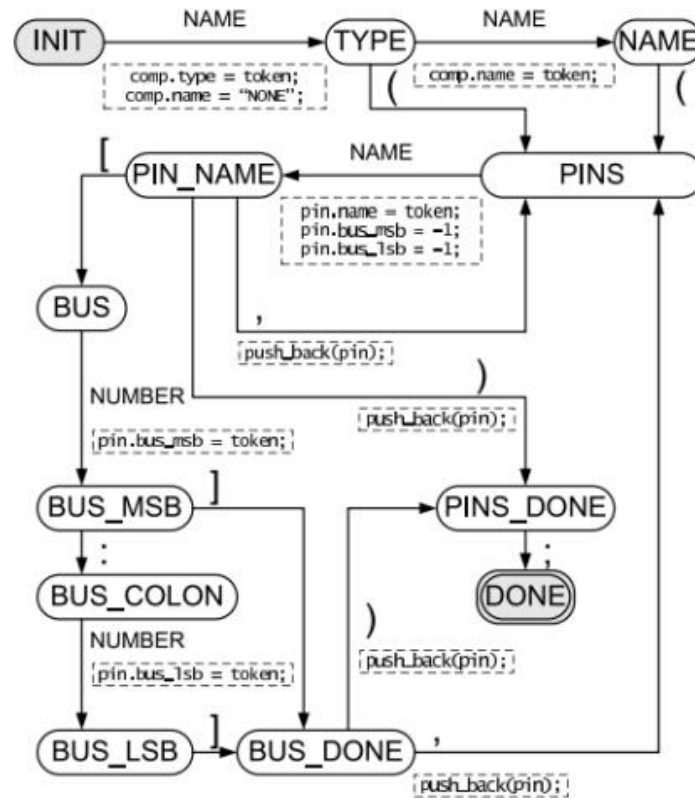 NAME
NAME
INIT
TYPE
NAME
comp.type = token;
comp.name = "NONE";
(
comp.name = token;
(
[
PIN_NAME
NAME
PINS
pin.name = token;
pin.bus_msb = -1;
pin.bus_lsb = -1;
BUS
,
push_back(pin);
)
NUMBER
push_back(pin);
pin.bus_msb = token;
BUS_MSB
]
PINS_DONE
:
;
BUS_COLON
DONE
NUMBER
)
pin.bus_lsb = token;
push_back(pin);
BUS_LSB
]
BUS_DONE
,
push_back(pin);